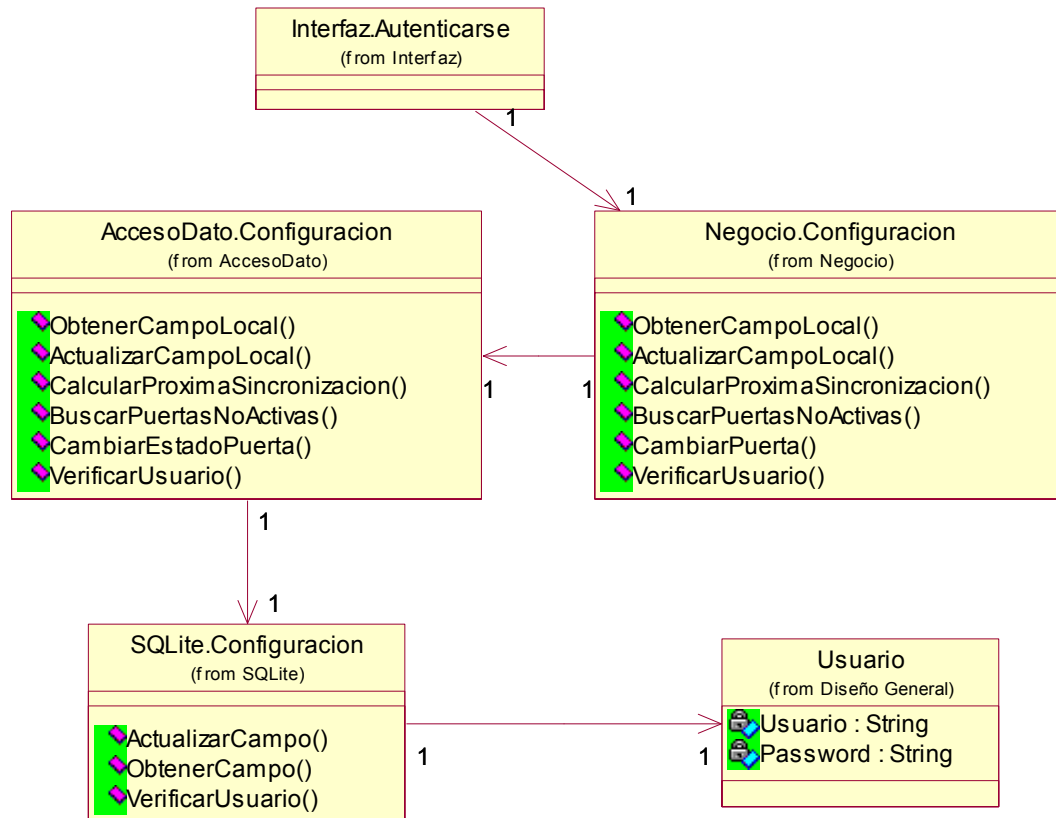 Interfaz.Autenticarse
(from Interfaz)
1
1
AccesoDato.Configuracion
(from AccesoDato)
ObtenerCampoLocal()
ActualizarCampoLocal()
CalcularProximaSincronizacion()
BuscarPuertasNoActivas()
CambiarEstadoPuerta()
VerificarUsuario()
Negocio.Configuracion
(from Negocio)
ObtenerCampoLocal()
ActualizarCampoLocal()
CalcularProximaSincronizacion()
BuscarPuertasNoActivas()
CambiarPuerta()
VerificarUsuario()
1
1
1
1
SQLite.Configuracion
(from SQLite)
ActualizarCampo()
ObtenerCampo()
VerificarUsuario()
1
1
Usuario
(from Diseño General)
Usuario : String
Password : String